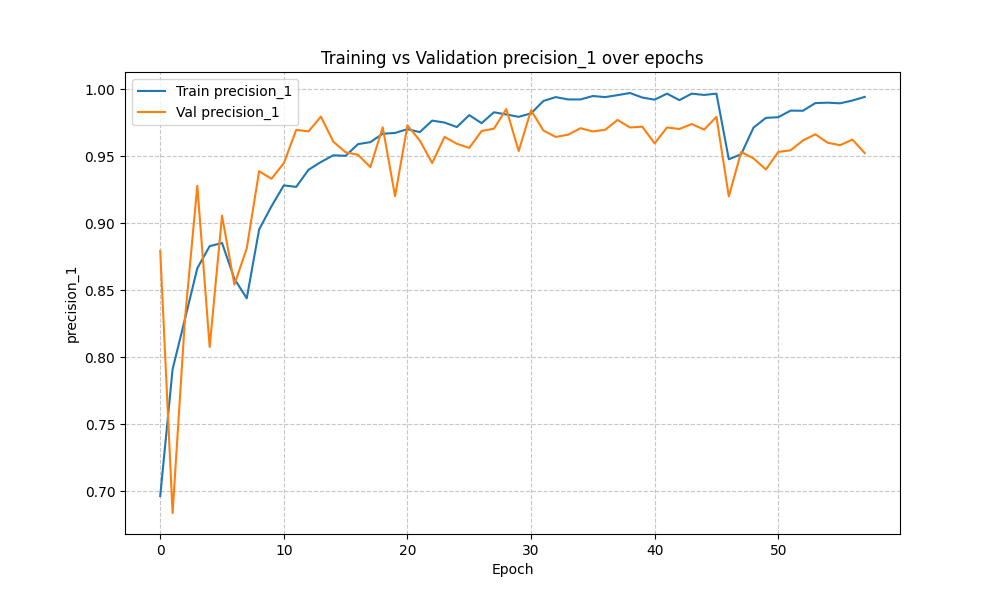 Training vs Validation precision_1 over epochs
Train precision_1
Val precision_1
precision_1
1.00
0.95
0.90
0.85
0.80
0.75
0.70
0 10 20 30 40 50
Epoch